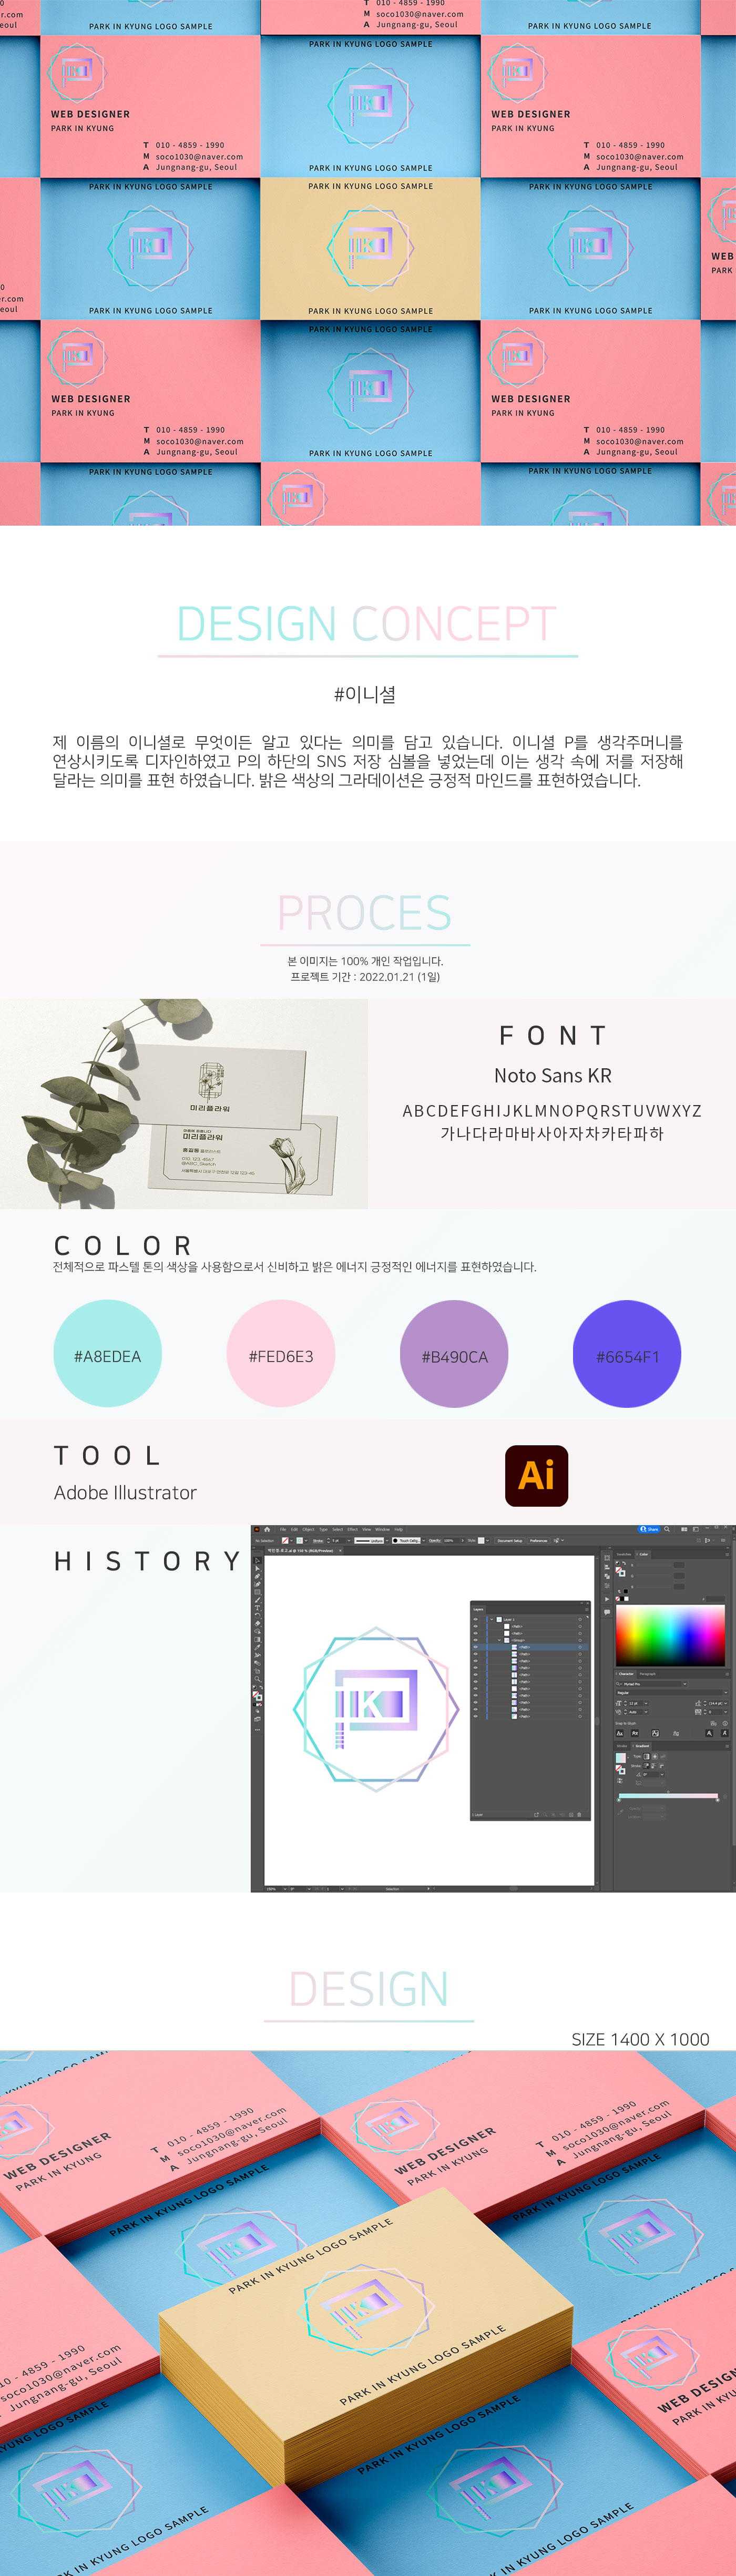 T 010 - 4859 - 1990
M soco1030@naver.com
A Jungnang-gu, Seoul
PARK IN KYUNG LOGO SAMPLE
PARK IN KYUNG LOGO SAMPLE
PARK IN KYUNG LOGO SAMPLE
WEB DESIGNER
PARK IN KYUNG
T 010 - 4859 - 1990
M soco1030@naver.com
A Jungnang-gu, Seoul
PARK IN KYUNG LOGO SAMPLE
WEB DESIGNER
PARK IN KYUNG
T 010 - 4859 - 1990
M soco1030@naver.com
A Jungnang-gu, Seoul
PARK IN KYUNG LOGO SAMPLE
PARK IN KYUNG LOGO SAMPLE
PARK IN KYUNG LOGO SAMPLE
PARK IN KYUNG LOGO SAMPLE
PARK IN KYUNG LOGO SAMPLE
PARK IN KYUNG LOGO SAMPLE
WEB
PARK
PARK IN KYUNG LOGO SAMPLE
WEB DESIGNER
PARK IN KYUNG
T 010 - 4859 - 1990
M soco1030@naver.com
A Jungnang-gu, Seoul
PARK IN KYUNG LOGO SAMPLE
WEB DESIGNER
PARK IN KYUNG
T 010 - 4859 - 1990
M soco1030@naver.com
A Jungnang-gu, Seoul
PARK IN KYUNG LOGO SAMPLE
PARK IN KYUNG LOGO SAMPLE
DESIGN CONCEPT
#이니셜
제 이름의 이니셜로 무엇이든 알고 있다는 의미를 담고 있습니다. 이니셜 P를 생각주머니를
연상시키도록 디자인하였고 P의 하단의 SNS 저장 심볼을 넣었는데 이는 생각 속에 저를 저장해
달라는 의미를 표현 하였습니다. 밝은 색상의 그라데이션은 긍정적 마인드를 표현하였습니다.
PROCES
본 이미지는 100% 개인 작업입니다.
프로젝트 기간 : 2022.01.21 (1일)
미리플라워
미리플라워
FONT
Noto Sans KR
ABCDEFGHIJKLMNOPQRSTUVWXYZ
가나다라마바사아자차카타파하
COLOR
전체적으로 파스텔 톤의 색상을 사용함으로서 신비하고 밝은 에너지 긍정적인 에너지를 표현하였습니다.
#A8EDEA
#FED6E3
#B490CA
#6654F1
TOOL
Adobe Illustrator
Ai
HISTORY
File Edit Object Type Select Effect View Window Help
Share
Document Setup
Preferences
DESIGN
SIZE 1400 X 1000
WEB DESIGNER
PARK IN KYUNG
T 010 - 4859 - 1990
M soco1030@naver.com
A Jungnang-gu, Seoul
PARK IN KYUNG LOGO SAMPLE
WEB DESIGNER
PARK IN KYUNG
T 010 - 4859 - 1990
M soco1030@naver.com
A Jungnang-gu, Seoul
PARK IN KYUNG LOGO SAMPLE
PARK IN KYUNG LOGO SAMPLE
PARK IN KYUNG LOGO SAMPLE
PARK IN KYUNG LOGO SAMPLE
PARK IN KYUNG LOGO SAMPLE
PARK IN KYUNG LOGO SAMPLE